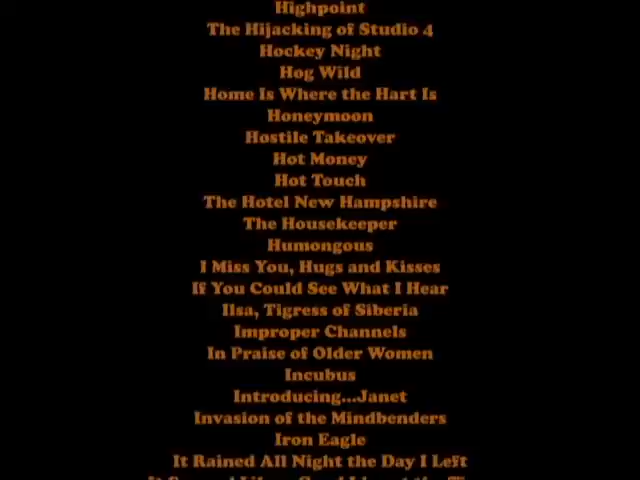 Highpoint
The Hijacking of Studio 4
Hockey Night
Hog Wild
Home Is Where the Hart Is
Honeymoon
Hostile Takeover
Hot Money
Hot Touch
The Hotel New Hampshire
The Housekeeper
Humongous
I Miss You, Hugs and Kisses
If You Could See What I Hear
Ilsa, Tigress of Siberia
Improper Channels
In Praise of Older Women
Incubus
Introducing...Janet
Invasion of the Mindbenders
Iron Eagle
It Rained All Night the Day I Left